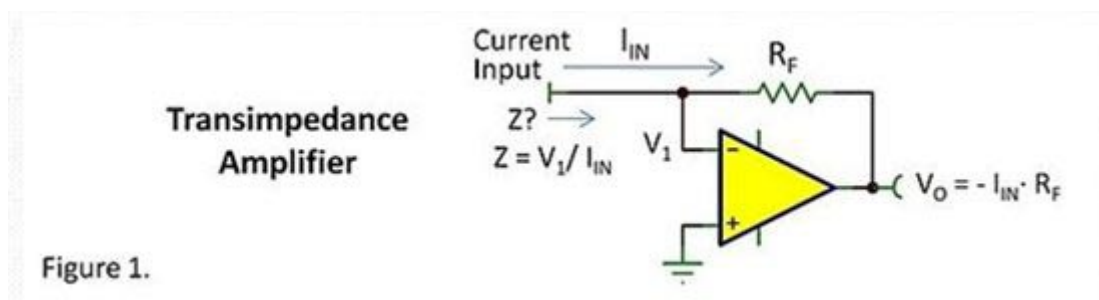 Transimpedance
Amplifier
Figure 1.
Current
Input
I_IN
R_F
Z?
Z = V_1/ I_IN
V_1
-
+
V_O = - I_IN· R_F